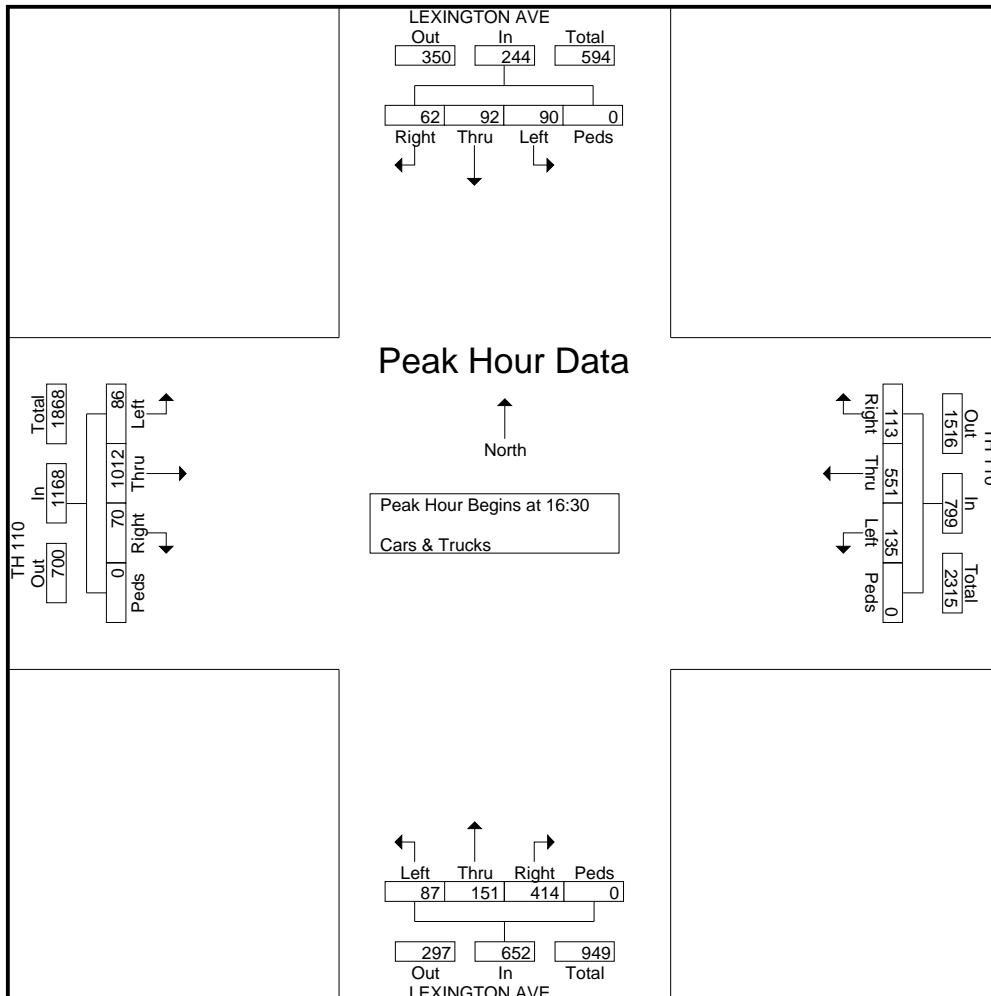 LEXINGTON AVE
Out In Total
350 244 594
62 92 90 0
Right Thru Left Peds
Peak Hour Data
North
Peak Hour Begins at 16:30
Cars & Trucks
TH 110
Out In Total
700 1168 1868
86 1012 70 0
Left Thru Right Peds
TH 110
Out In Total
1516 799 2315
113 551 135 0
Right Thru Left Peds
Left Thru Right Peds
87 151 414 0
297 652 949
Out In Total
LEXINGTON AVE